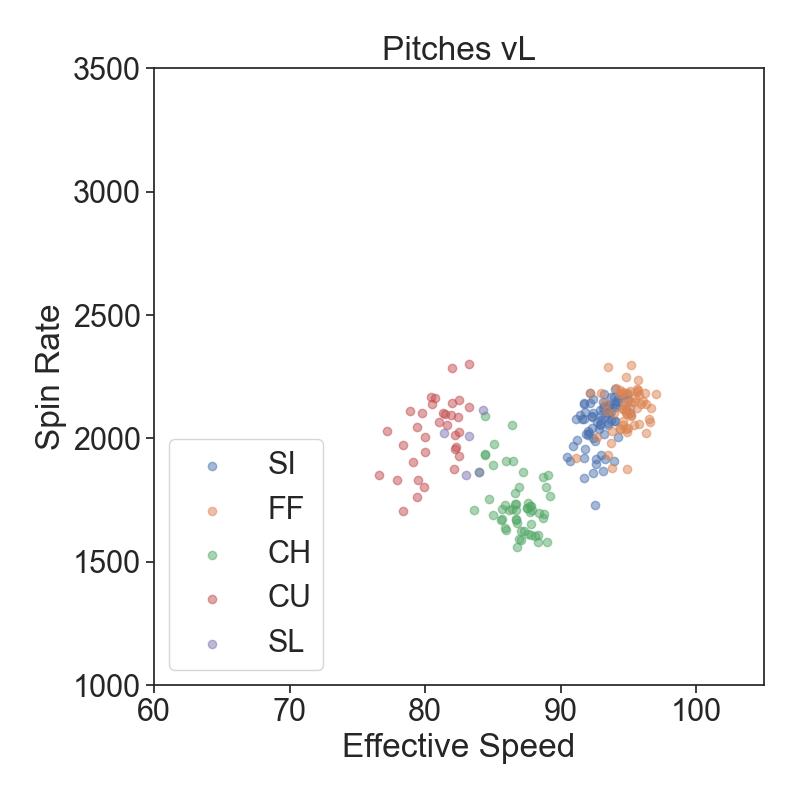 Pitches vL
3500
3000
2500
2000
1500
1000
Spin Rate
SI
FF
CH
CU
SL
60 70 80 90 100
Effective Speed